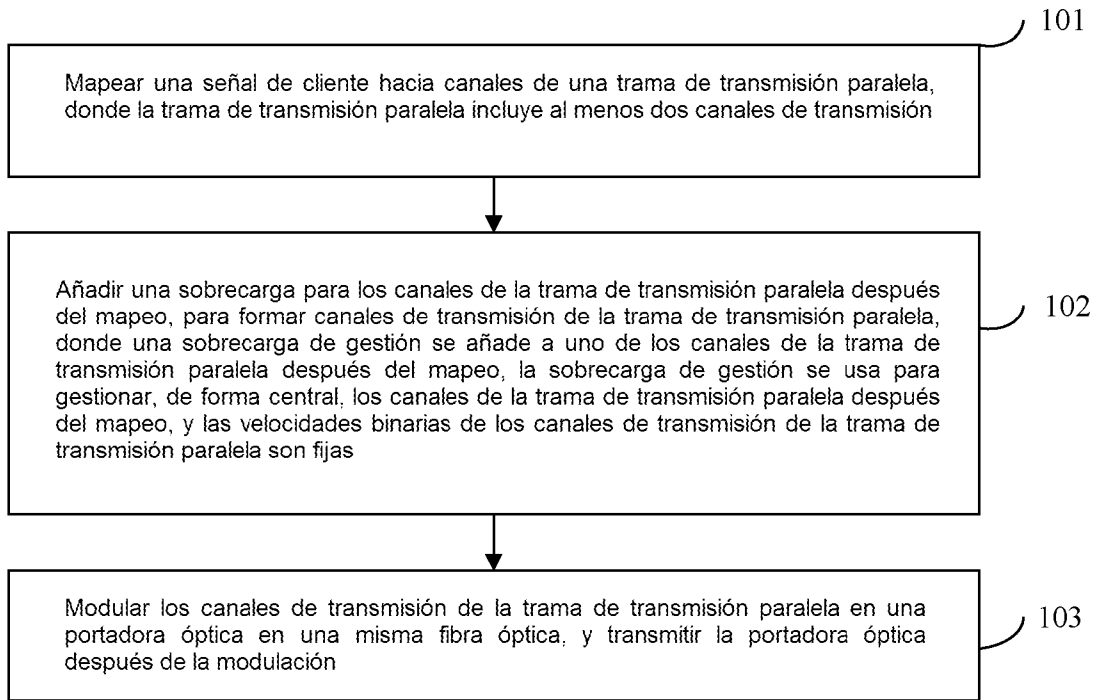 101
Mapear una señal de cliente hacia canales de una trama de transmisión paralela,
donde la trama de transmisión paralela incluye al menos dos canales de transmisión
102
Añadir una sobrecarga para los canales de la trama de transmisión paralela después
del mapeo, para formar canales de transmisión de la trama de transmisión paralela,
donde una sobrecarga de gestión se añade a uno de los canales de la trama de
transmisión paralela después del mapeo, la sobrecarga de gestión se usa para
gestionar, de forma central, los canales de la trama de transmisión paralela después
del mapeo, y las velocidades binarias de los canales de transmisión de la trama de
transmisión paralela son fijas
103
Modular los canales de transmisión de la trama de transmisión paralela en una
portadora óptica en una misma fibra óptica, y transmitir la portadora óptica
después de la modulación